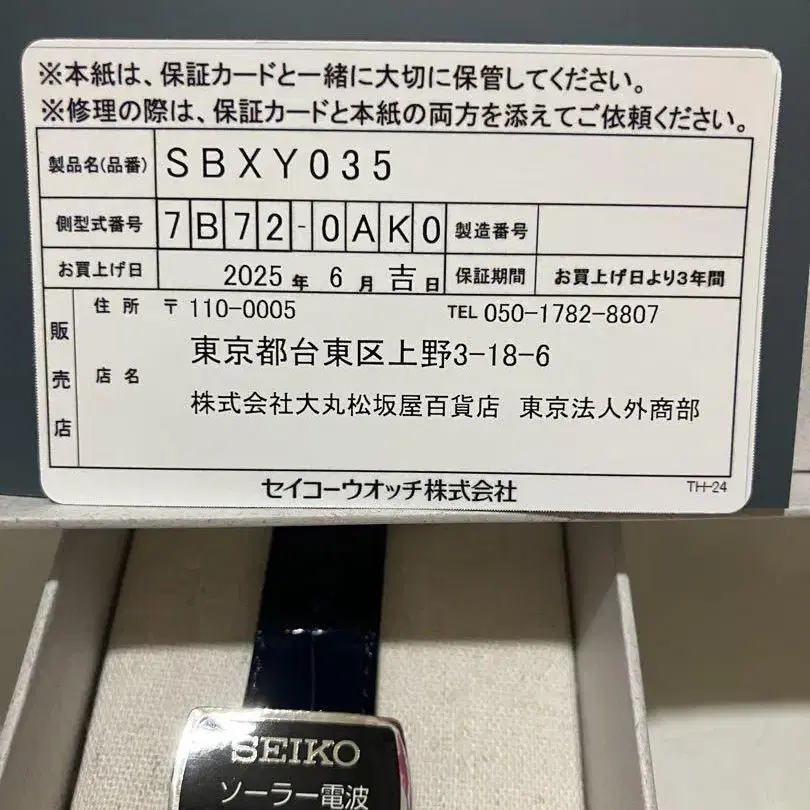 ※本紙は、保証カードと一緒に大切に保管してください。
※修理の際は、保証カードと本紙の両方を添えてご依頼ください。
製品名(品番) SBXY035
側型式番号 7B72-0AK0 製造番号
お買上げ日 2025年 6月 吉日 保証期間 お買上げ日より3年間
販売店
住所 〒110-0005 TEL 050-1782-8807
東京都台東区上野3-18-6
店名
株式会社大丸松坂屋百貨店 東京法人外商部
セイコーウオッチ株式会社
TH-24
SEIKO
ソーラー電波